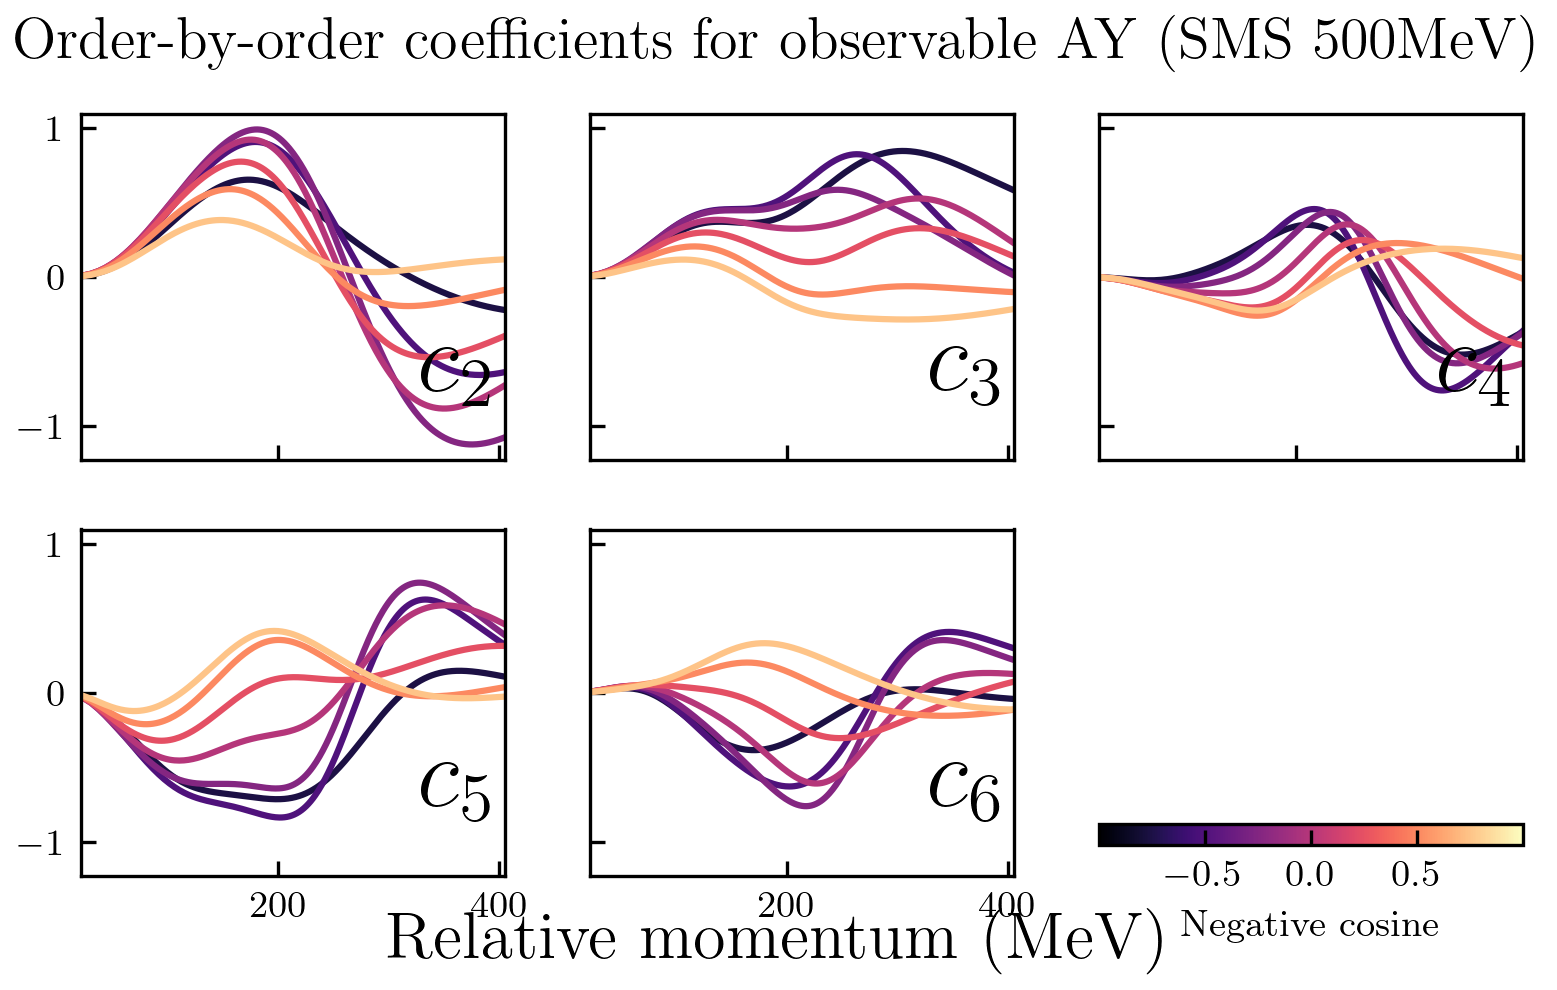 Order-by-order coefficients for observable AY (SMS 500MeV)
1
0
−1
c2
c3
c4
1
0
−1
c5
c6
200
400
200
400
−0.5
0.0
0.5
Negative cosine
Relative momentum (MeV)